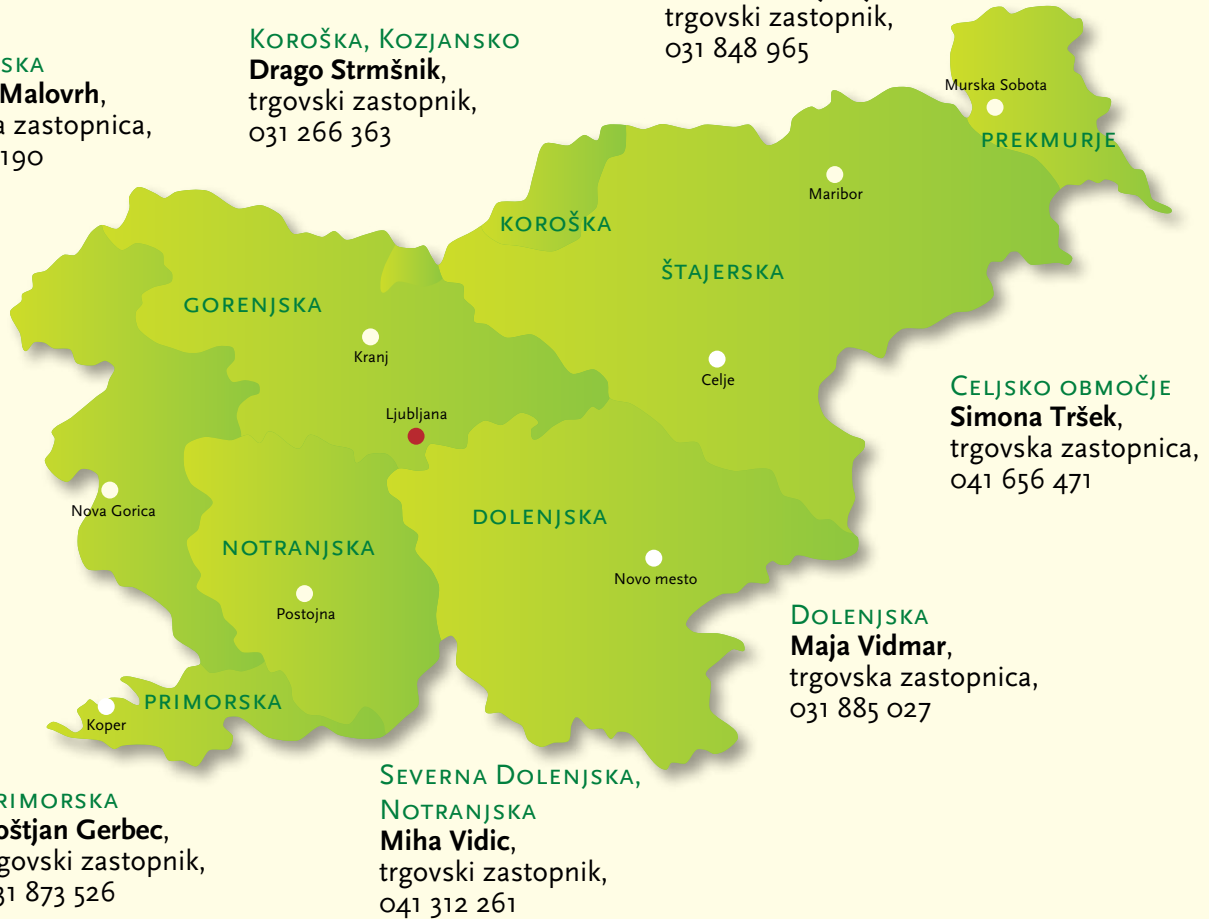 trgovski zastopnik,
031 848 965
KOROŠKA, KOZJANSKO
Drago Strmšnik,
trgovski zastopnik,
031 266 363
SKA
Malovrh,
a zastopnica,
190
Murska Sobota
PREKMURJE
Maribor
KOROŠKA
ŠTAJERSKA
GORENJSKA
Kranj
Celje
Ljubljana
CELJSKO OBMOČJE
Simona Tršek,
trgovska zastopnica,
041 656 471
Nova Gorica
DOLENJSKA
NOTRANJSKA
Novo mesto
Postojna
DOLENJSKA
Maja Vidmar,
trgovska zastopnica,
031 885 027
PRIMORSKA
Koper
SEVERNA DOLENJSKA,
NOTRANJSKA
Miha Vidic,
trgovski zastopnik,
041 312 261
RIMORSKA
oštjan Gerbec,
govski zastopnik,
31 873 526